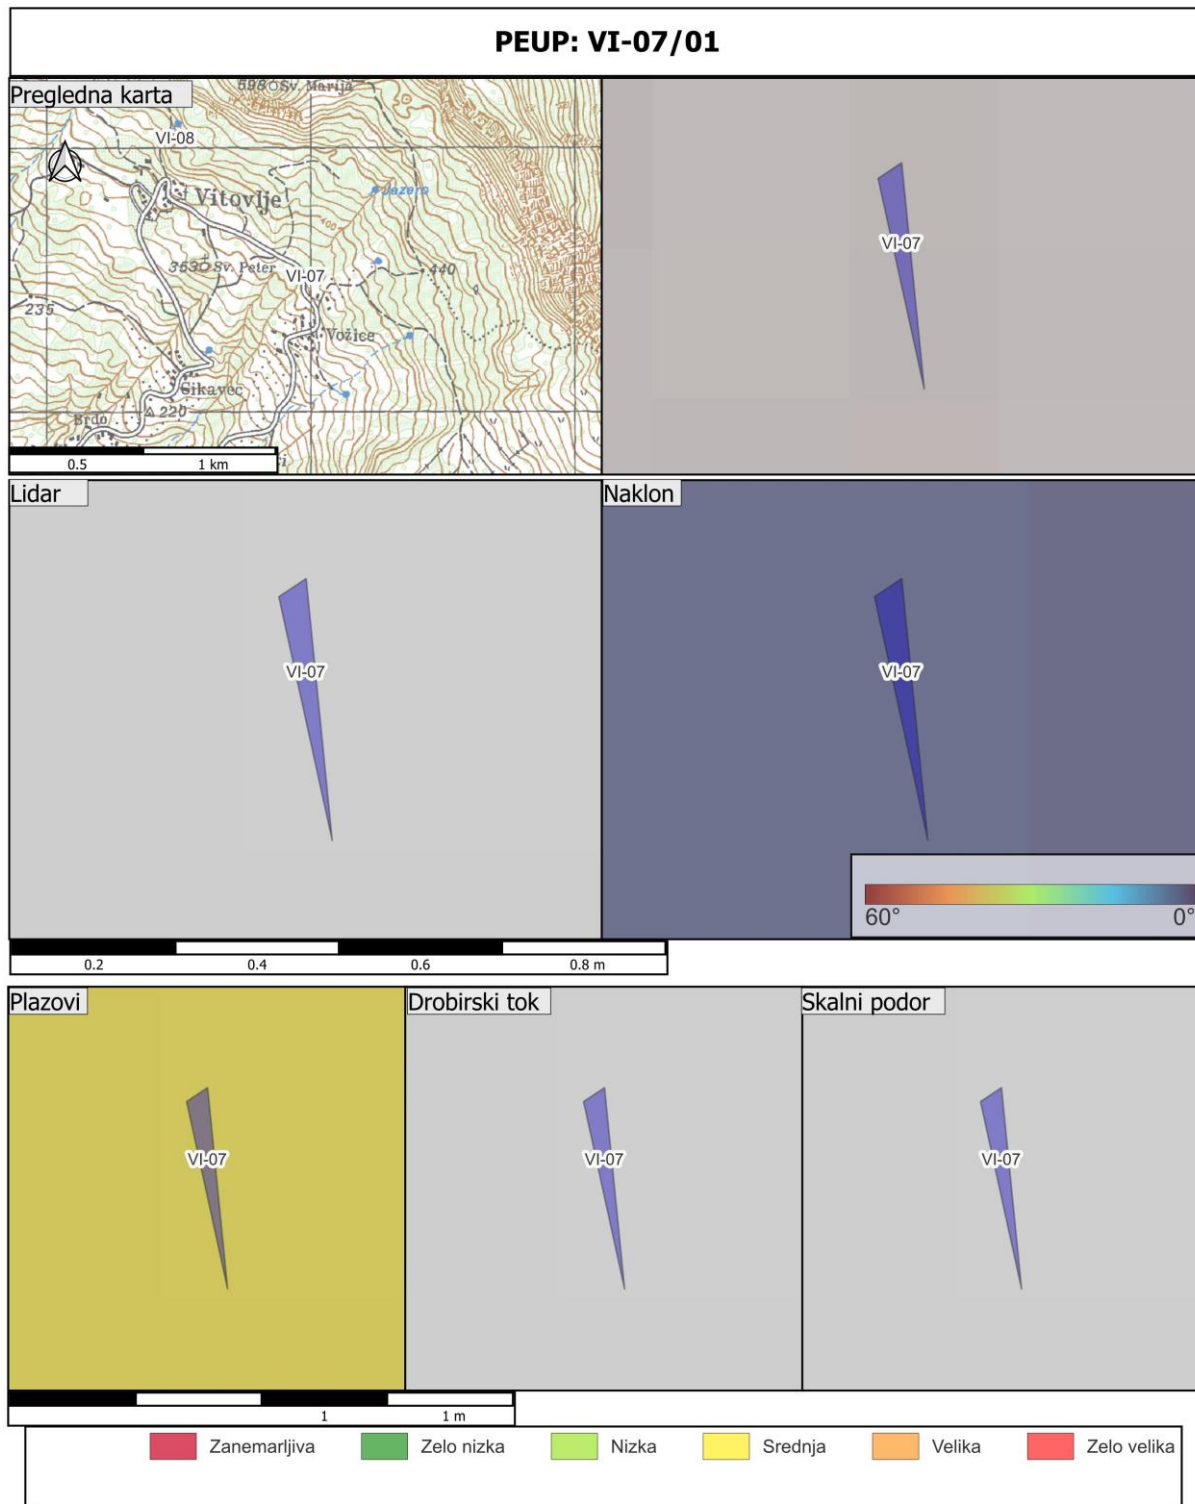 PEUP: VI-07/01
Pregledna karta
598 Sv. Marija
VI-08
Vitovlje
Jezero
400
353 Sv. Peter
VI-07
440
235
Vožice
Sikavec
220
Brdo
0.5 1 km
VI-07
Lidar
VI-07
Naklon
VI-07
60° 0°
0.2 0.4 0.6 0.8 m
Plazovi
VI-07
Drobirski tok
VI-07
Skalni podor
VI-07
1 1 m
Zanemarljiva Zelo nizka Nizka Srednja Velika Zelo velika